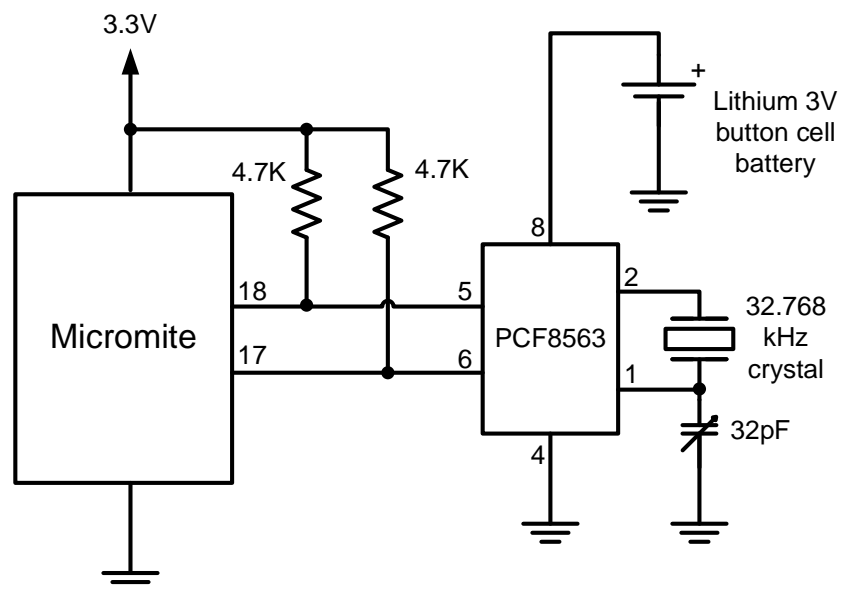 3.3V
4.7K
4.7K
+
Lithium 3V
button cell
battery
8
18
5
2
Micromite
PCF8563
32.768
kHz
crystal
17
6
1
32pF
4